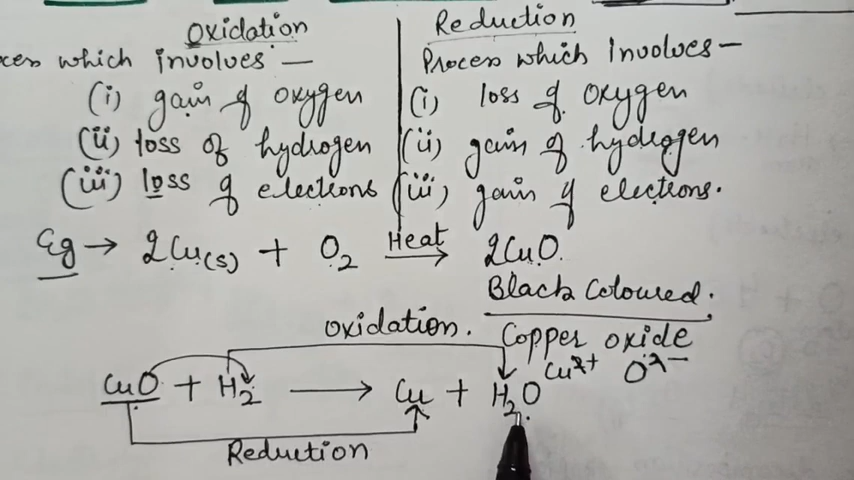 Oxidation
cess which involves —
(i) gain of oxygen
(ii) loss of hydrogen
(iii) loss of electrons
Reduction
Process which involves —
(i) loss of oxygen
(ii) gain of hydrogen
(iii) gain of electrons.
Eg → 2Cu(s) + O2 Heat → 2CuO.
Black Coloured.
Copper oxide
Cu2+ O2−
oxidation.
CuO + H2 → Cu + H2O
Reduction